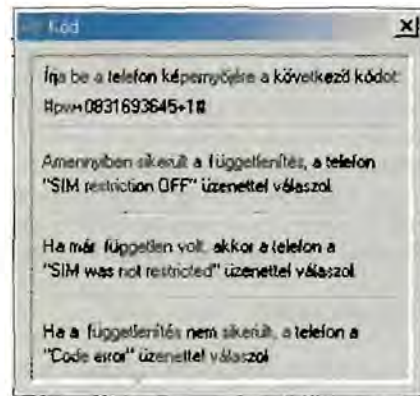 Kód
Írja be a telefon képernyőjére a következő kódot:
#pw+0831693645+1#
Amennyiben sikerült a függetlenítés, a telefon
"SIM restriction OFF" üzenettel válaszol
Ha már független volt, akkor a telefon a
"SIM was not restricted" üzenettel válaszol
Ha a függetlenítés nem sikerült, a telefon a
"Code error" üzenettel válaszol